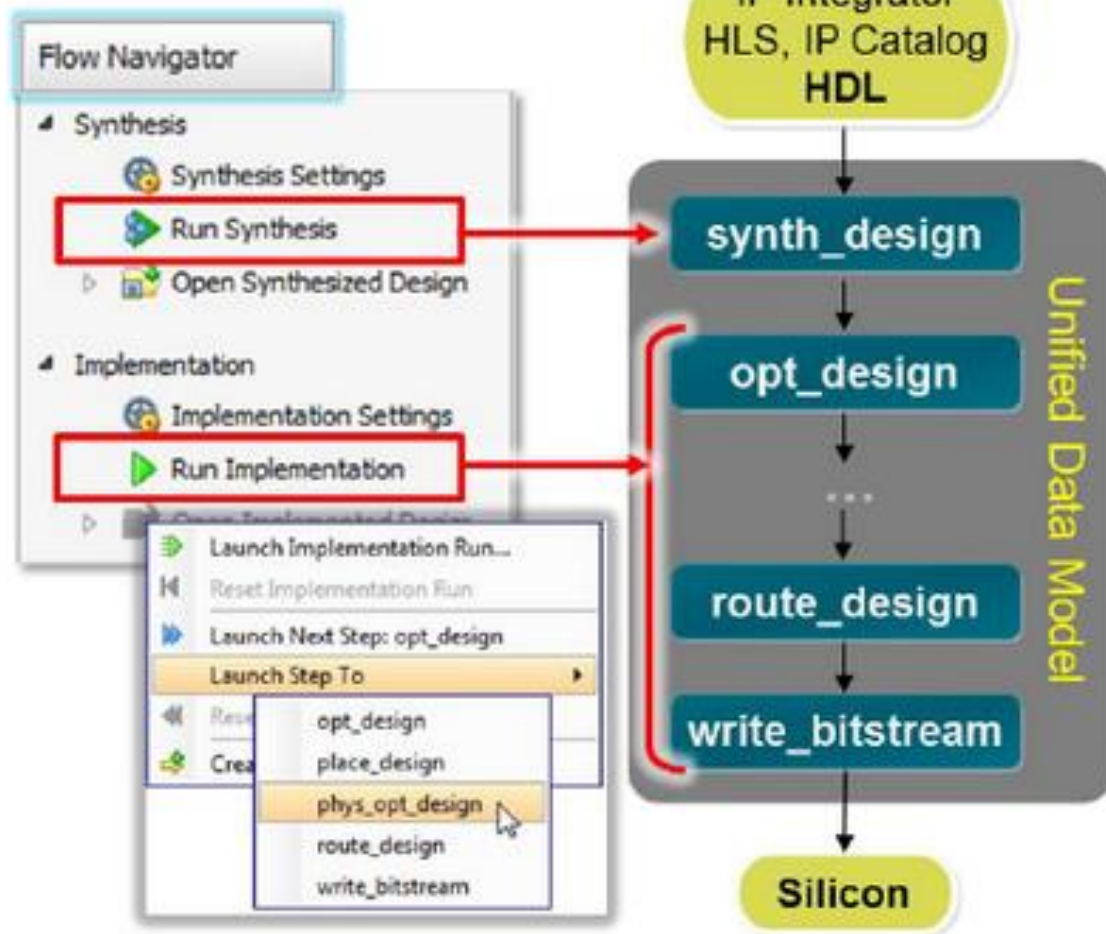 Flow Navigator
Synthesis
Synthesis Settings
Run Synthesis
Open Synthesized Design
Implementation
Implementation Settings
Run Implementation
Launch Implementation Run...
Reset Implementation Run
Launch Next Step: opt_design
Launch Step To
opt_design
place_design
phys_opt_design
route_design
write_bitstream
IP Integrator
HLS, IP Catalog
HDL
synth_design
opt_design
...
route_design
write_bitstream
Unified Data Model
Silicon